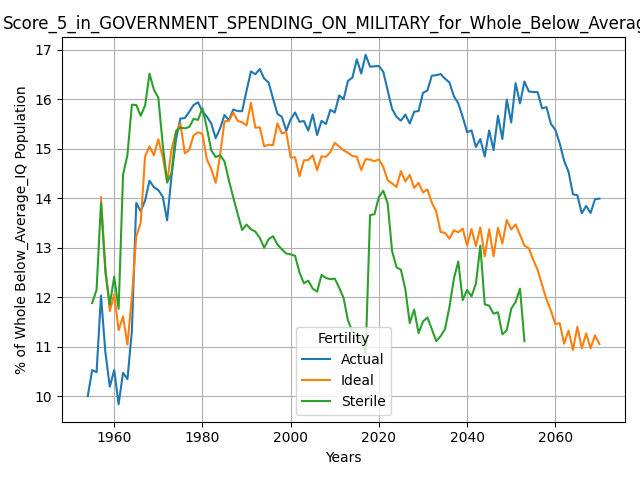 Score_5_in_GOVERNMENT_SPENDING_ON_MILITARY_for_Whole_Below_Averag
% of Whole Below_Average_IQ Population
17
16
15
14
13
12
11
10
Fertility
Actual
Ideal
Sterile
1960 1980 2000 2020 2040 2060
Years